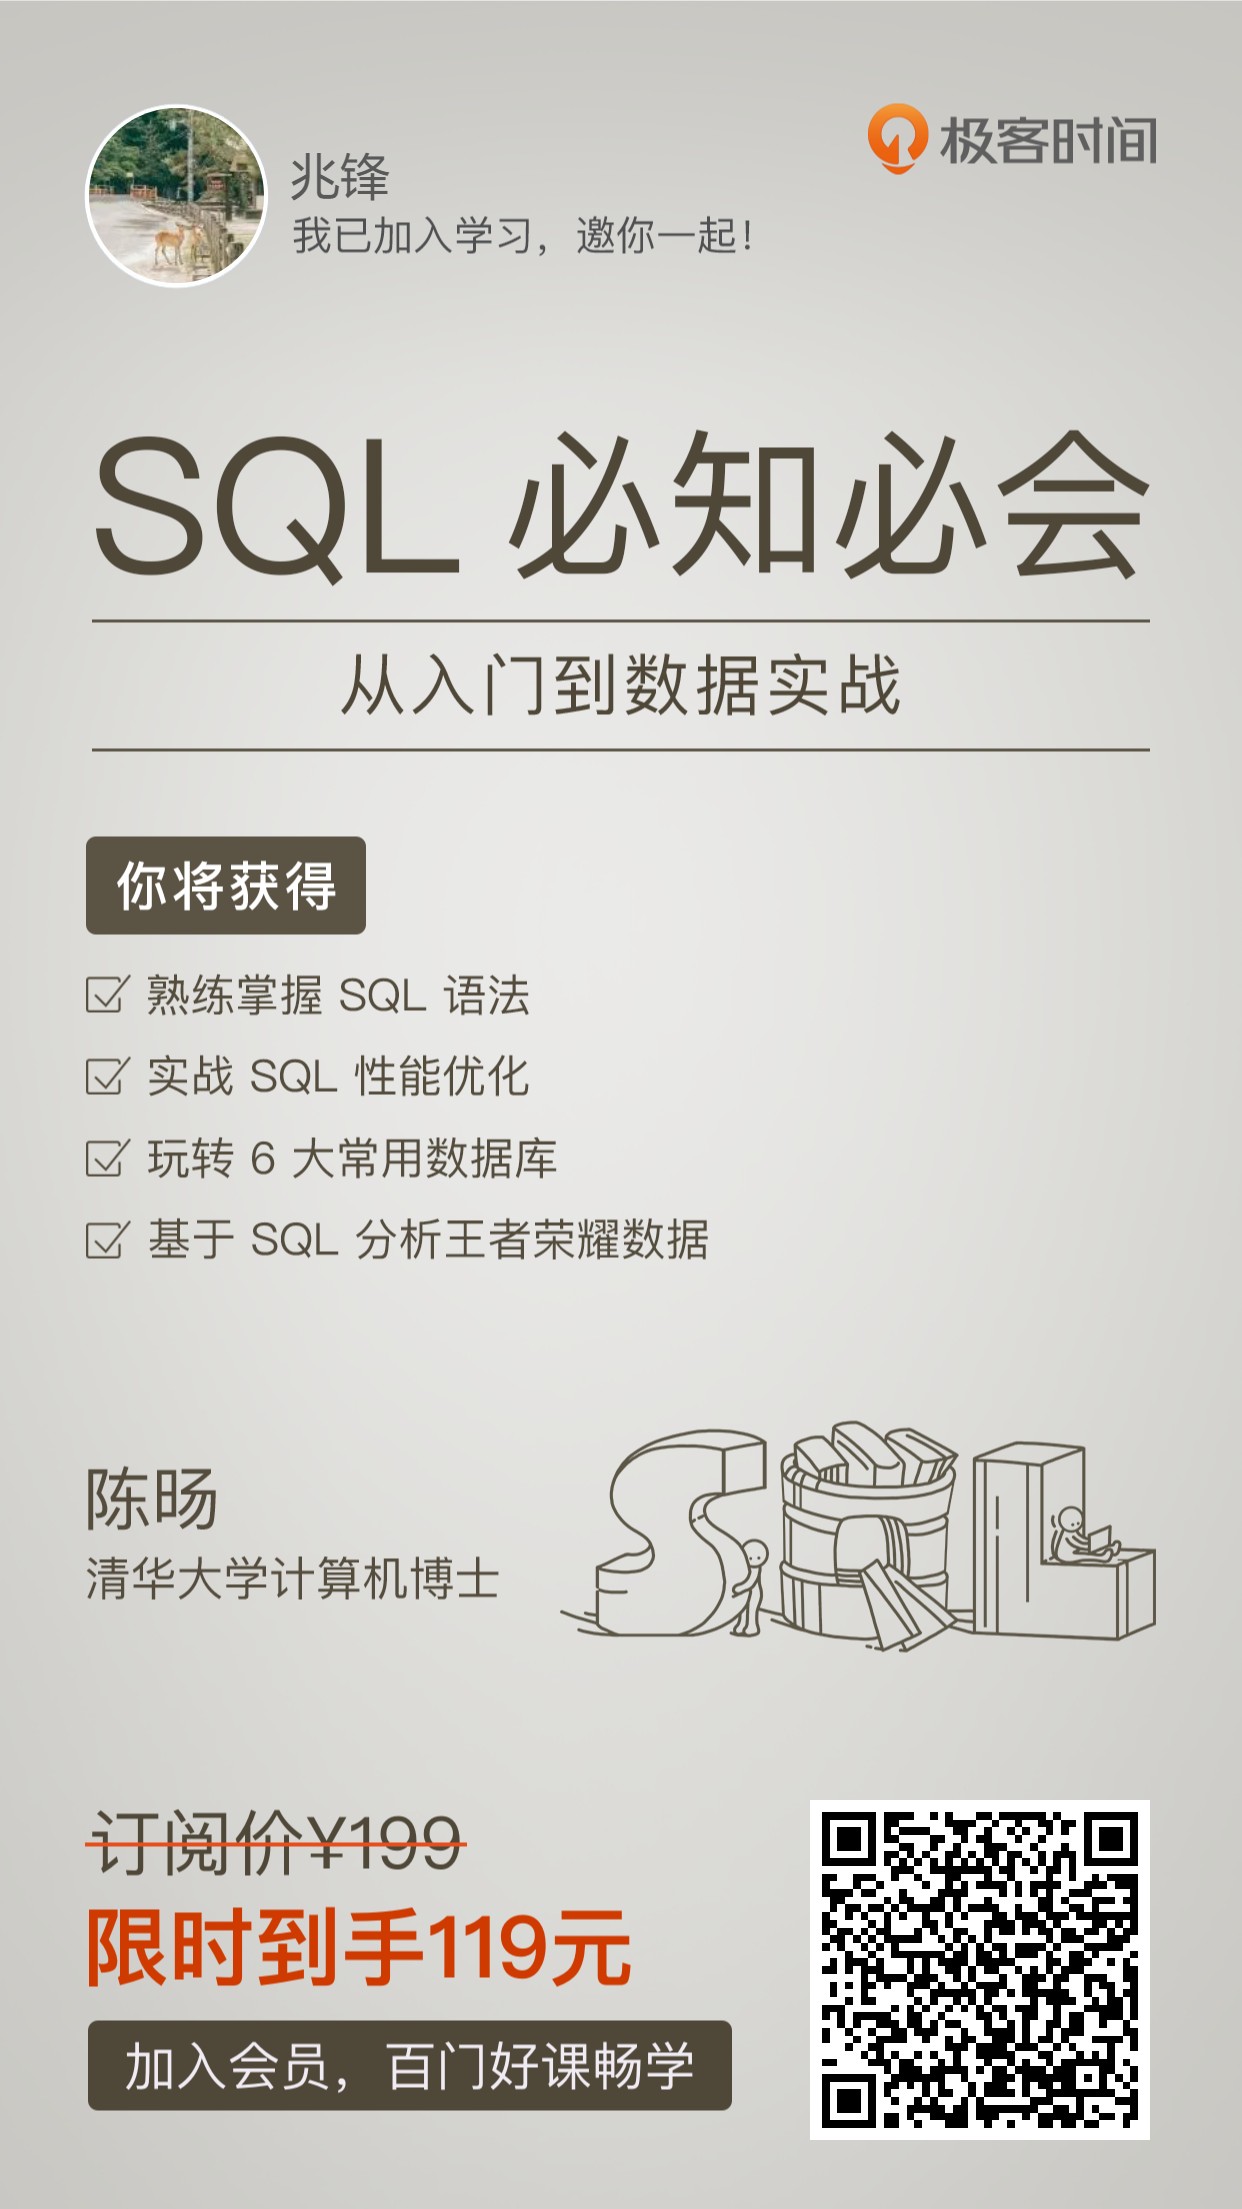 兆锋
极客时间
我已加入学习，邀你一起！
SQL 必知必会
从入门到数据实战
你将获得
熟练掌握 SQL 语法
实战 SQL 性能优化
玩转 6 大常用数据库
基于 SQL 分析王者荣耀数据
陈旸
清华大学计算机博士
SQL
订阅价¥199
限时到手119元
加入会员，百门好课畅学